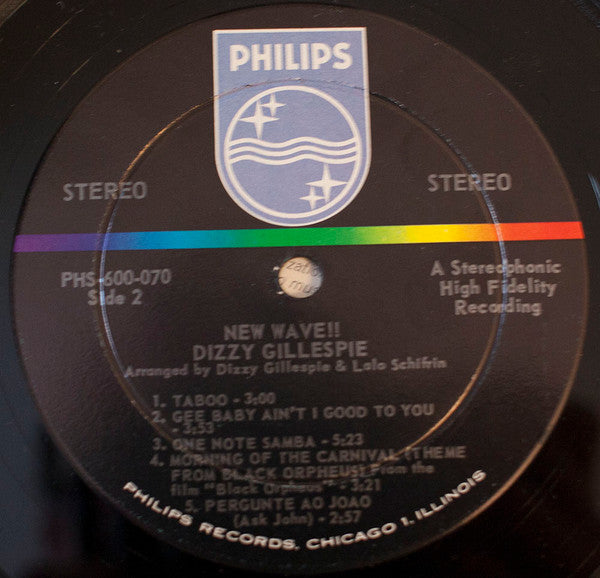 PHILIPS
STEREO
STEREO
PHS-600-070
Side 2
A Stereophonic
High Fidelity
Recording
NEW WAVE!!
DIZZY GILLESPIE
Arranged by Dizzy Gillespie & Lalo Schifrin
1. TABOO - 3:00
2. GEE BABY AIN'T I GOOD TO YOU
- 3:53
3. ONE NOTE SAMBA - 5:23
4. MORNING OF THE CARNIVAL (THEME
FROM BLACK ORPHEUS) From the
film "Black Orpheus" - 3:21
5. PERGUNTE AO JOAO
(Ask John) - 2:57
PHILIPS RECORDS, CHICAGO 1, ILLINOIS